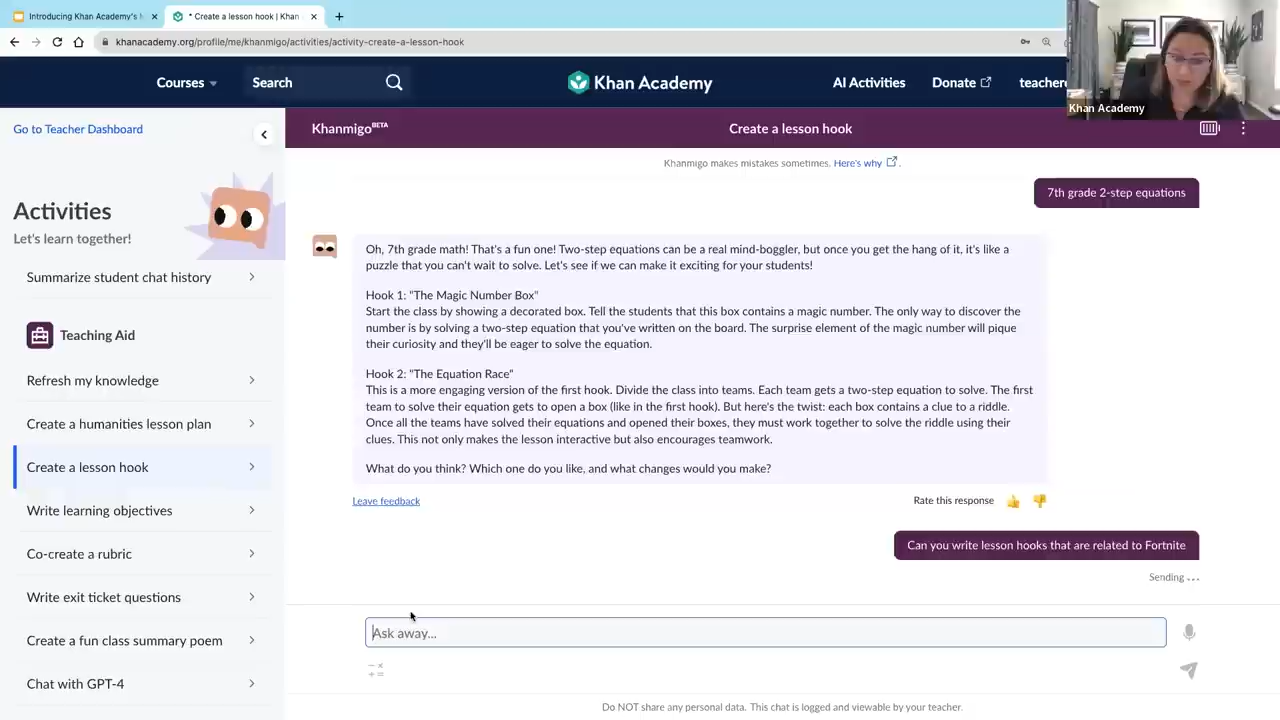 Introducing Khan Academy's
* Create a lesson hook | Khan
khanacademy.org/profile/me/khanmigo/activities/activity-create-a-lesson-hook
Courses
Search
Khan Academy
AI Activities
Donate
Khan Academy
Go to Teacher Dashboard
Khanmigo BETA
Create a lesson hook
Khanmigo makes mistakes sometimes. Here's why.
7th grade 2-step equations
Activities
Let's learn together!
Summarize student chat history
Teaching Aid
Refresh my knowledge
Create a humanities lesson plan
Create a lesson hook
Write learning objectives
Co-create a rubric
Write exit ticket questions
Create a fun class summary poem
Chat with GPT-4
Oh, 7th grade math! That's a fun one! Two-step equations can be a real mind-boggler, but once you get the hang of it, it's like a
puzzle that you can't wait to solve. Let's see if we can make it exciting for your students!
Hook 1: "The Magic Number Box"
Start the class by showing a decorated box. Tell the students that this box contains a magic number. The only way to discover the
number is by solving a two-step equation that you've written on the board. The surprise element of the magic number will pique
their curiosity and they'll be eager to solve the equation.
Hook 2: "The Equation Race"
This is a more engaging version of the first hook. Divide the class into teams. Each team gets a two-step equation to solve. The first
team to solve their equation gets to open a box (like in the first hook). But here's the twist: each box contains a clue to a riddle.
Once all the teams have solved their equations and opened their boxes, they must work together to solve the riddle using their
clues. This not only makes the lesson interactive but also encourages teamwork.
What do you think? Which one do you like, and what changes would you make?
Leave feedback
Rate this response
Can you write lesson hooks that are related to Fortnite
Sending ...
Ask away...
Do NOT share any personal data. This chat is logged and viewable by your teacher.